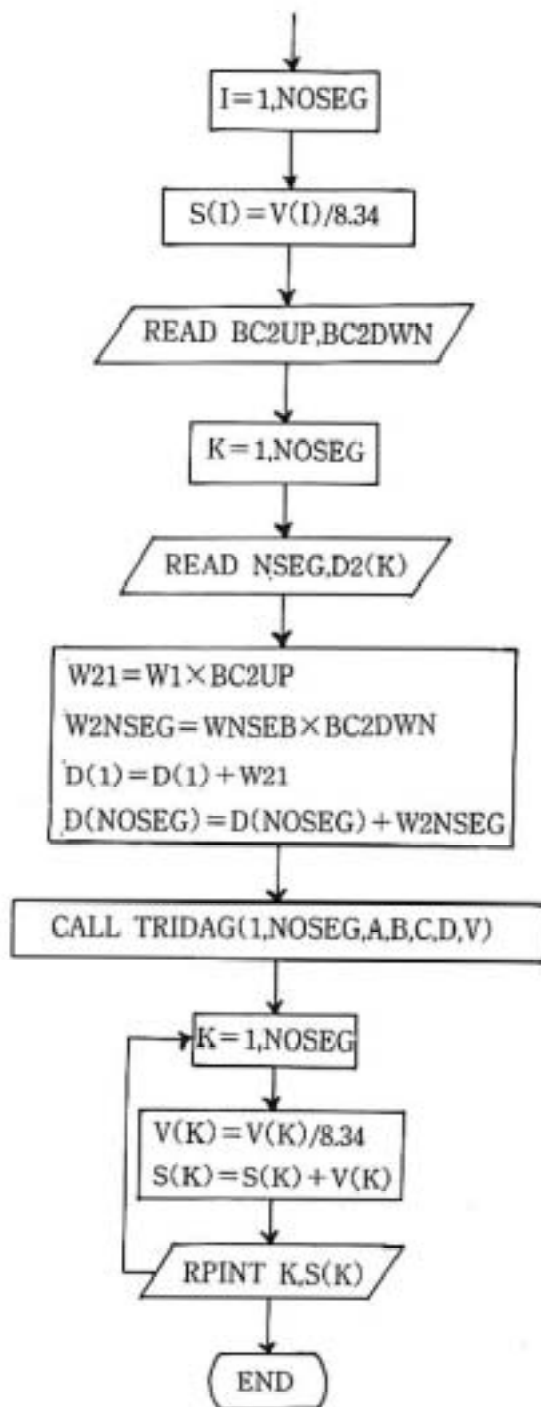 I=1,NOSEG
S(I)=V(I)/8.34
READ BC2UP,BC2DWN
K=1,NOSEG
READ NSEG,D2(K)
W21=W1×BC2UP
W2NSEG=WNSEB×BC2DWN
D(1)=D(1)+W21
D(NOSEG)=D(NOSEG)+W2NSEG
CALL TRIDAG(1,NOSEG,A,B,C,D,V)
K=1,NOSEG
V(K)=V(K)/8.34
S(K)=S(K)+V(K)
RPINT K,S(K)
END